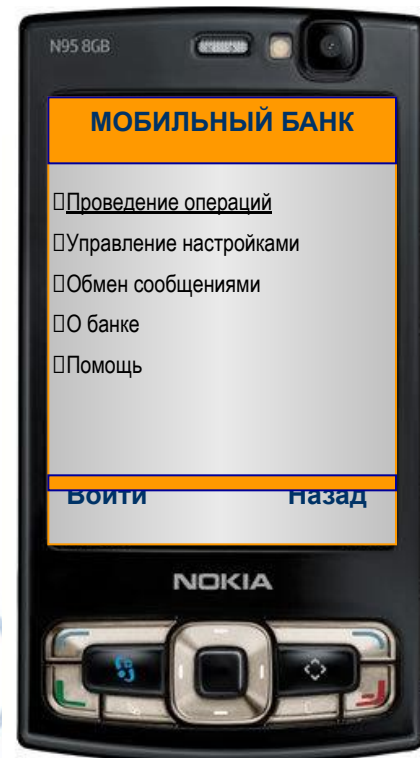 N95 8GB
МОБИЛЬНЫЙ БАНК
Проведение операций
Управление настройками
Обмен сообщениями
О банке
Помощь
Войти Назад
NOKIA